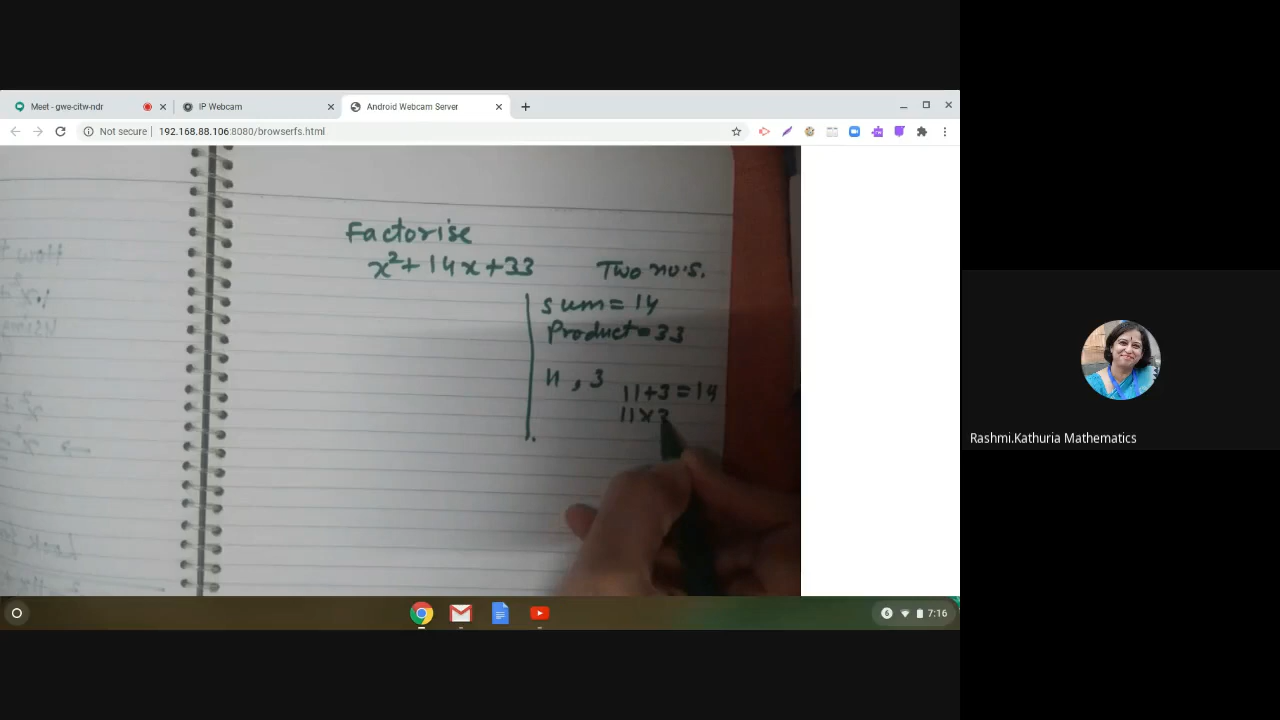 Meet - gwe-citw-ndr
IP Webcam
Android Webcam Server
Not secure
192.168.88.106:8080/browserfs.html
Factorise
x²+14x+33
Two no's.
Sum=14
Product=33
11, 3
11+3=14
11×3
Rashmi.Kathuria Mathematics
6
7:16